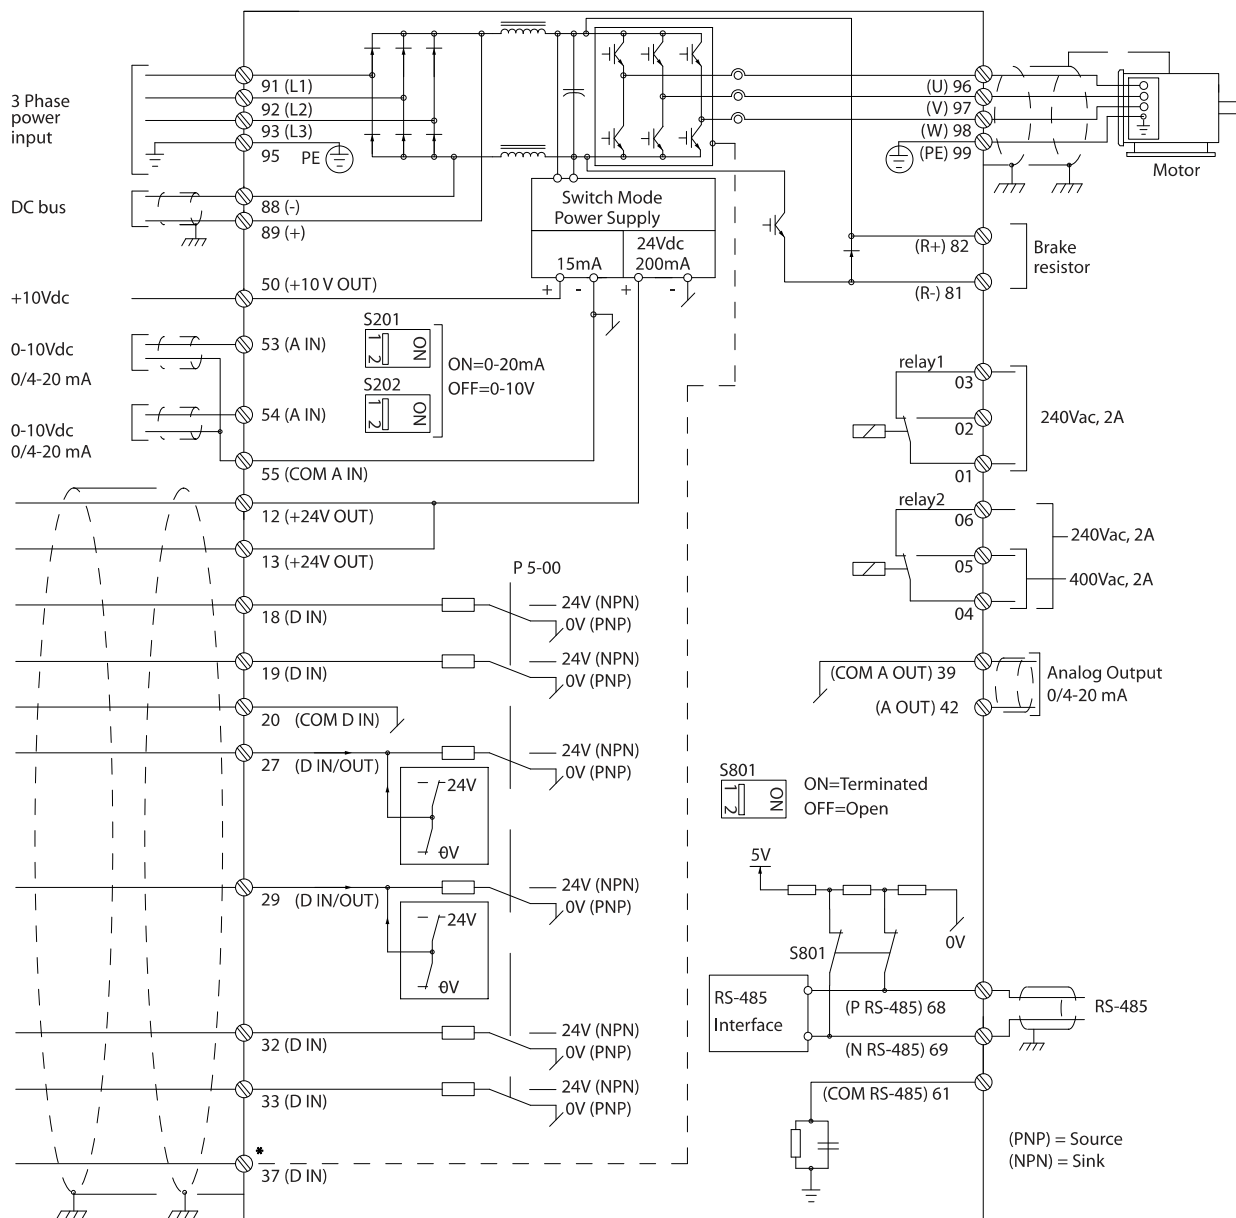 3 Phase
power
input
91 (L1)
92 (L2)
93 (L3)
95
PE
(U) 96
(V) 97
(W) 98
(PE) 99
Motor
DC bus
88 (-)
89 (+)
Switch Mode
Power Supply
24Vdc
15mA
200mA
+
-
+
-
(R+) 82
(R-) 81
Brake
resistor
+10Vdc
50 (+10 V OUT)
0-10Vdc
0/4-20 mA
53 (A IN)
S201
1
2
ON
S202
1
2
ON
ON=0-20mA
OFF=0-10V
0-10Vdc
0/4-20 mA
54 (A IN)
55 (COM A IN)
12 (+24V OUT)
13 (+24V OUT)
relay1
03
02
01
240Vac, 2A
relay2
06
05
04
240Vac, 2A
400Vac, 2A
P 5-00
18 (D IN)
24V (NPN)
0V (PNP)
19 (D IN)
24V (NPN)
0V (PNP)
20 (COM D IN)
27 (D IN/OUT)
24V (NPN)
0V (PNP)
24V
0V
29 (D IN/OUT)
24V (NPN)
0V (PNP)
24V
0V
32 (D IN)
24V (NPN)
0V (PNP)
33 (D IN)
24V (NPN)
0V (PNP)
*
37 (D IN)
(COM A OUT) 39
(A OUT) 42
Analog Output
0/4-20 mA
S801
1
2
ON
ON=Terminated
OFF=Open
5V
0V
S801
RS-485
Interface
(P RS-485) 68
(N RS-485) 69
(COM RS-485) 61
RS-485
(PNP) = Source
(NPN) = Sink